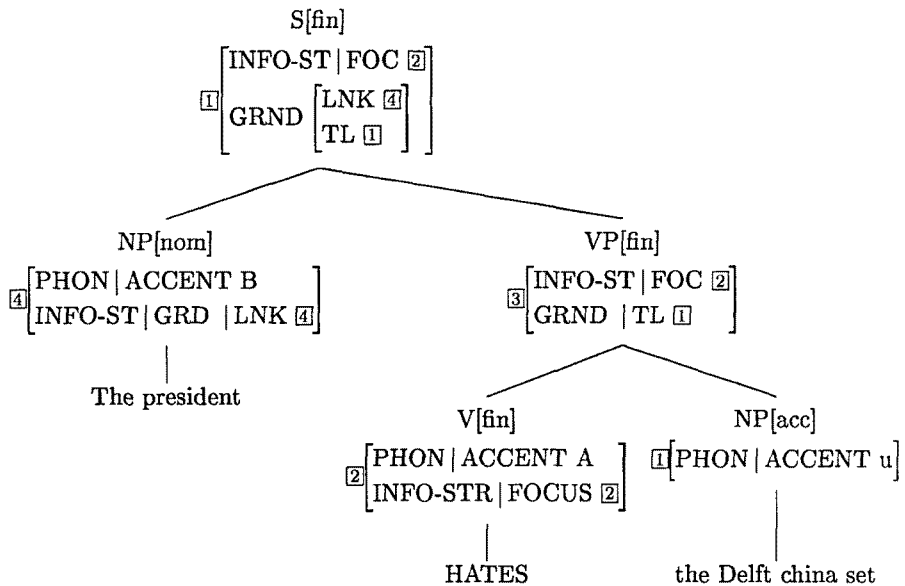 S[fin]
1 [INFO-ST | FOC 2
GRND [LNK 4
TL 1]]
NP[nom] VP[fin]
4 [PHON | ACCENT B 3 [INFO-ST | FOC 2
INFO-ST | GRD | LNK 4] GRND | TL 1]
The president
V[fin] NP[acc]
2 [PHON | ACCENT A 1 [PHON | ACCENT u]
INFO-STR | FOCUS 2]
HATES the Delft china set